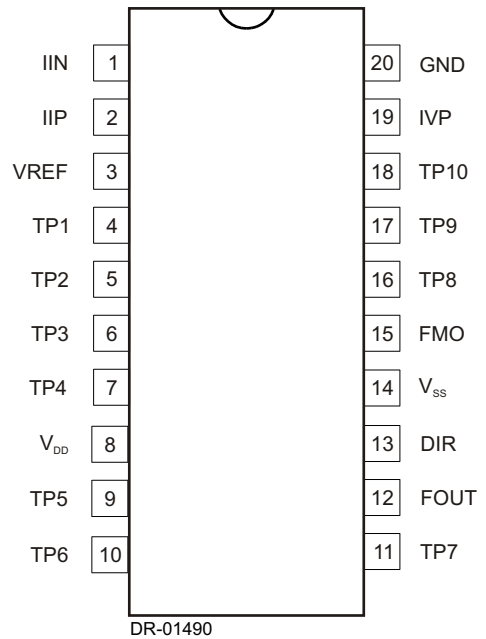 IIN 1 20 GND
IIP 2 19 IVP
VREF 3 18 TP10
TP1 4 17 TP9
TP2 5 16 TP8
TP3 6 15 FMO
TP4 7 14 VSS
VDD 8 13 DIR
TP5 9 12 FOUT
TP6 10 11 TP7
DR-01490